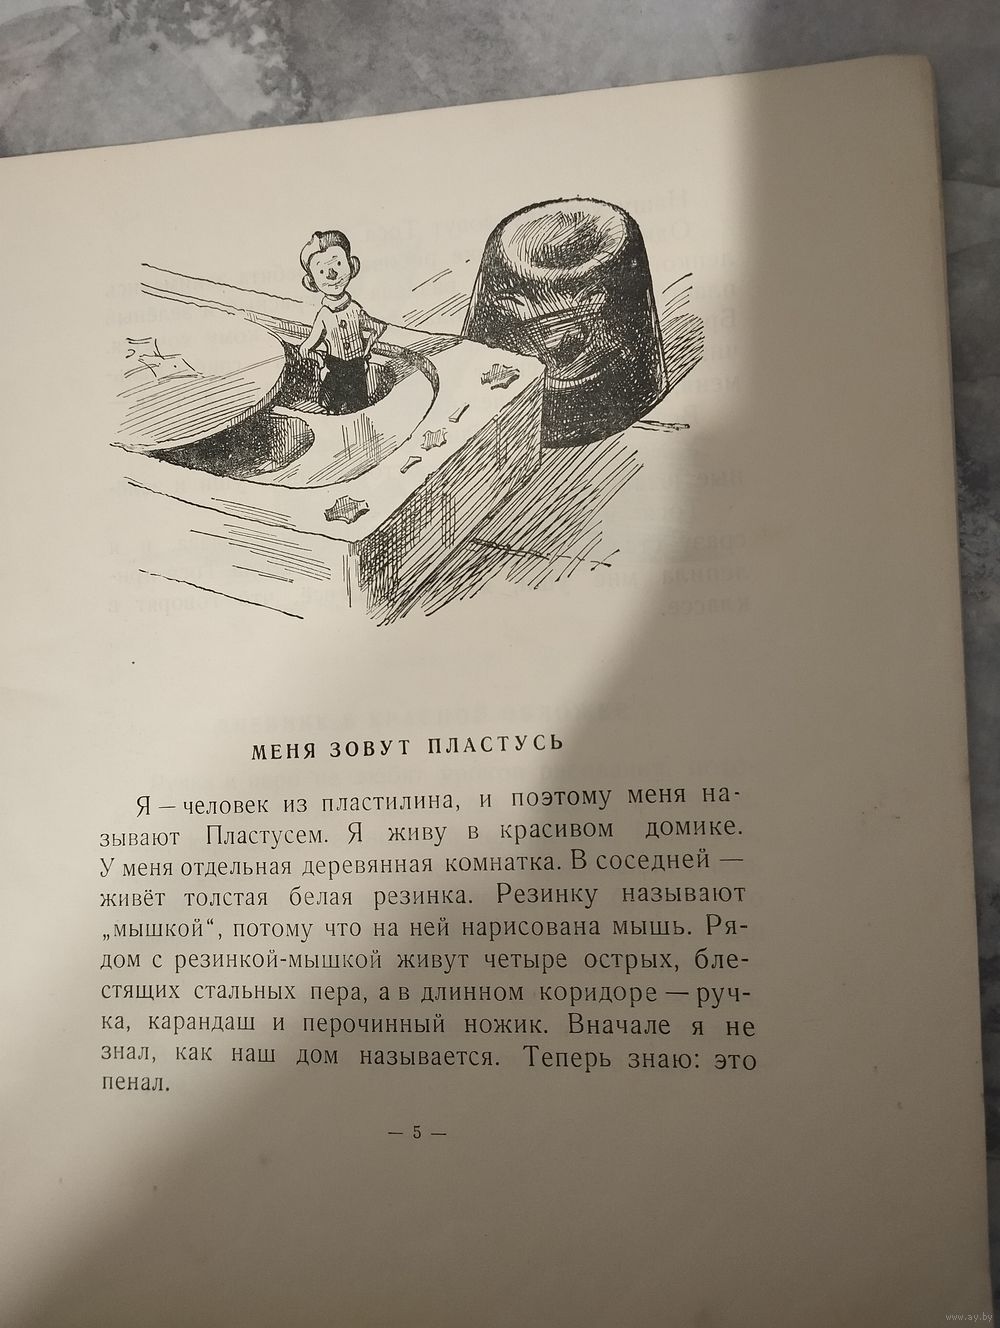 МЕНЯ ЗОВУТ ПЛАСТУСЬ
Я — человек из пластилина, и поэтому меня на-
зывают Пластусем. Я живу в красивом домике.
У меня отдельная деревянная комнатка. В соседней —
живёт толстая белая резинка. Резинку называют
„мышкой“, потому что на ней нарисована мышь. Ря-
дом с резинкой-мышкой живут четыре острых, бле-
стящих стальных пера, а в длинном коридоре — руч-
ка, карандаш и перочинный ножик. Вначале я не
знал, как наш дом называется. Теперь знаю: это
пенал.
— 5 —
www.ay.by